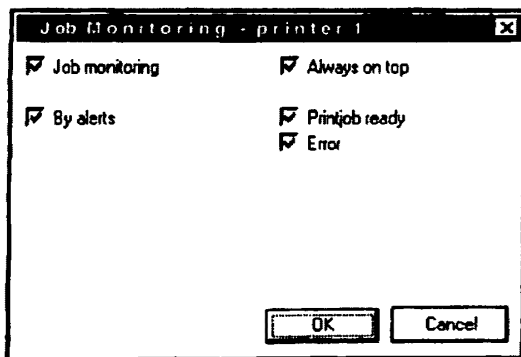 Job Monitoring - printer 1
Job monitoring Always on top
By alerts Printjob ready
Error
OK Cancel